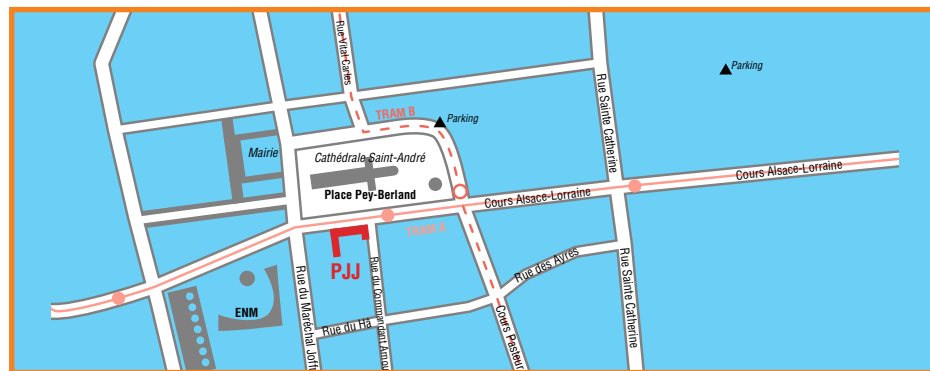 Rue Vital Carles
Parking
TRAM B
Parking
Rue Sainte Catherine
Mairie
Cathédrale Saint-André
Place Pey-Berland
Cours Alsace-Lorraine
Cours Alsace-Lorraine
TRAM A
PJJ
Rue des Ayres
Rue Sainte Catherine
Rue du Maréchal Joffr
Rue du Commandant Arnou
ENM
Rue du Hâ
Cours Pasteur